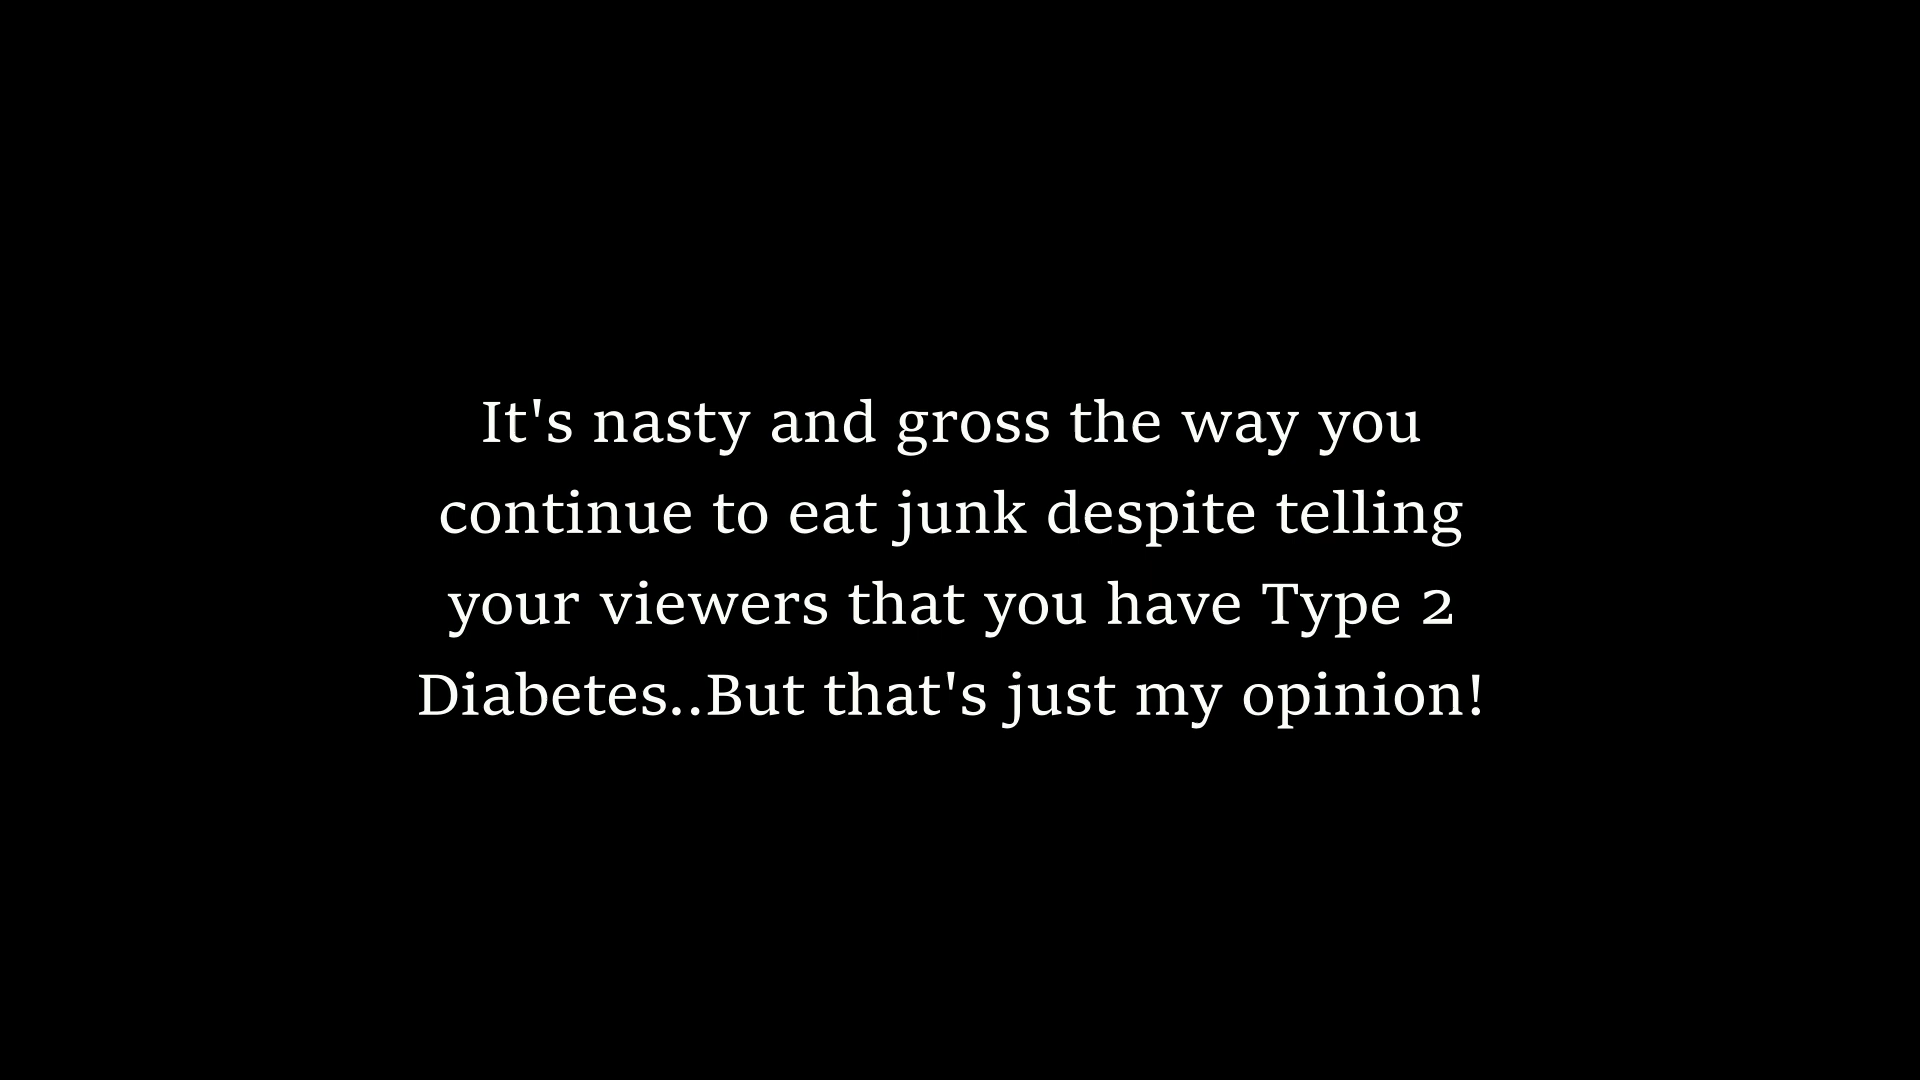 It's nasty and gross the way you
continue to eat junk despite telling
your viewers that you have Type 2
Diabetes..But that's just my opinion!